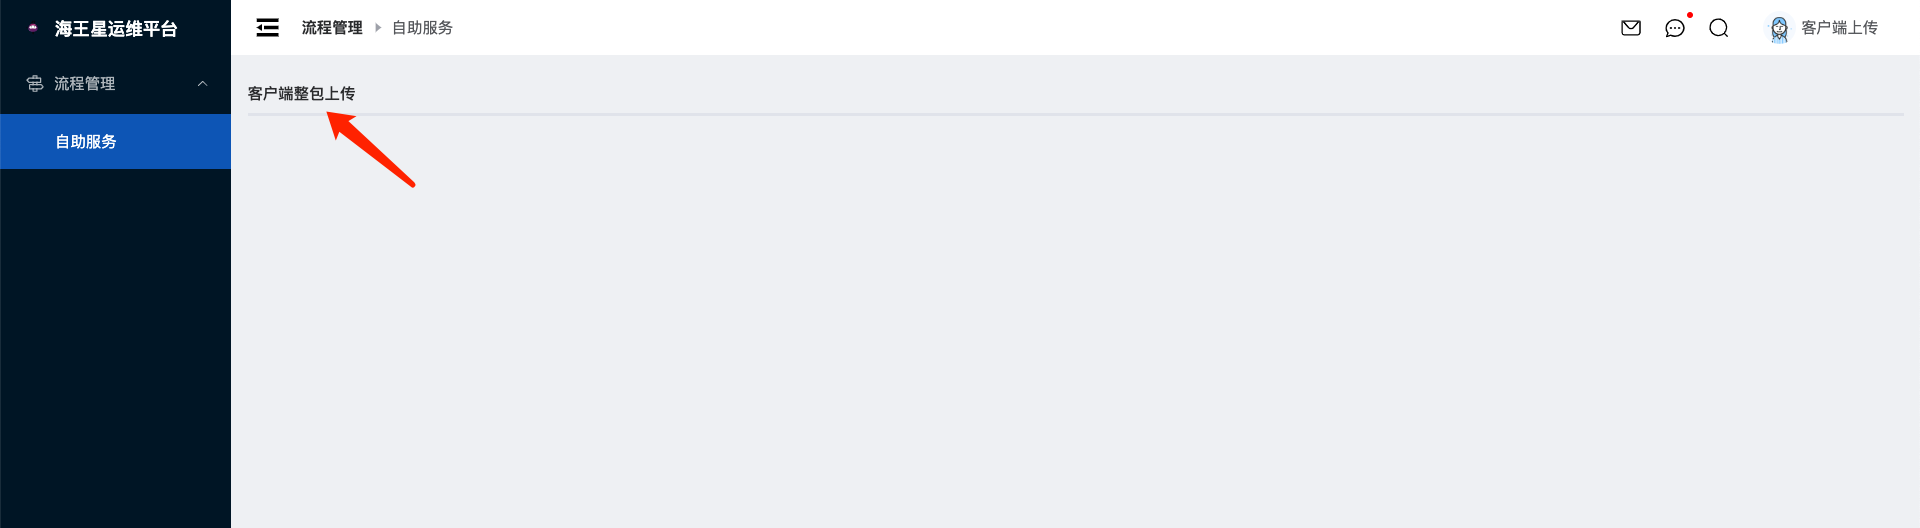 海王星运维平台
流程管理 自助服务
客户端上传
流程管理
自助服务
客户端整包上传